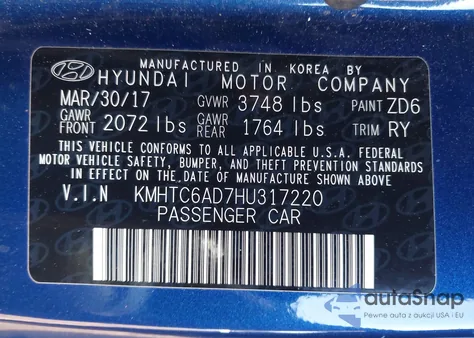 MANUFACTURED IN KOREA BY
HYUNDAI MOTOR COMPANY
MAR/30/17 GVWR 3748 lbs PAINT ZD6
GAWR FRONT 2072 lbs GAWR REAR 1764 lbs TRIM RY
THIS VEHICLE CONFORMS TO ALL APPLICABLE U.S.A. FEDERAL
MOTOR VEHICLE SAFETY, BUMPER, AND THEFT PREVENTION STANDARDS
IN EFFECT ON THE DATE OF MANUFACTURE SHOWN ABOVE.
V.I.N KMHTC6AD7HU317220
PASSENGER CAR
autoSnap
Pewne auta z aukcji USA i EU